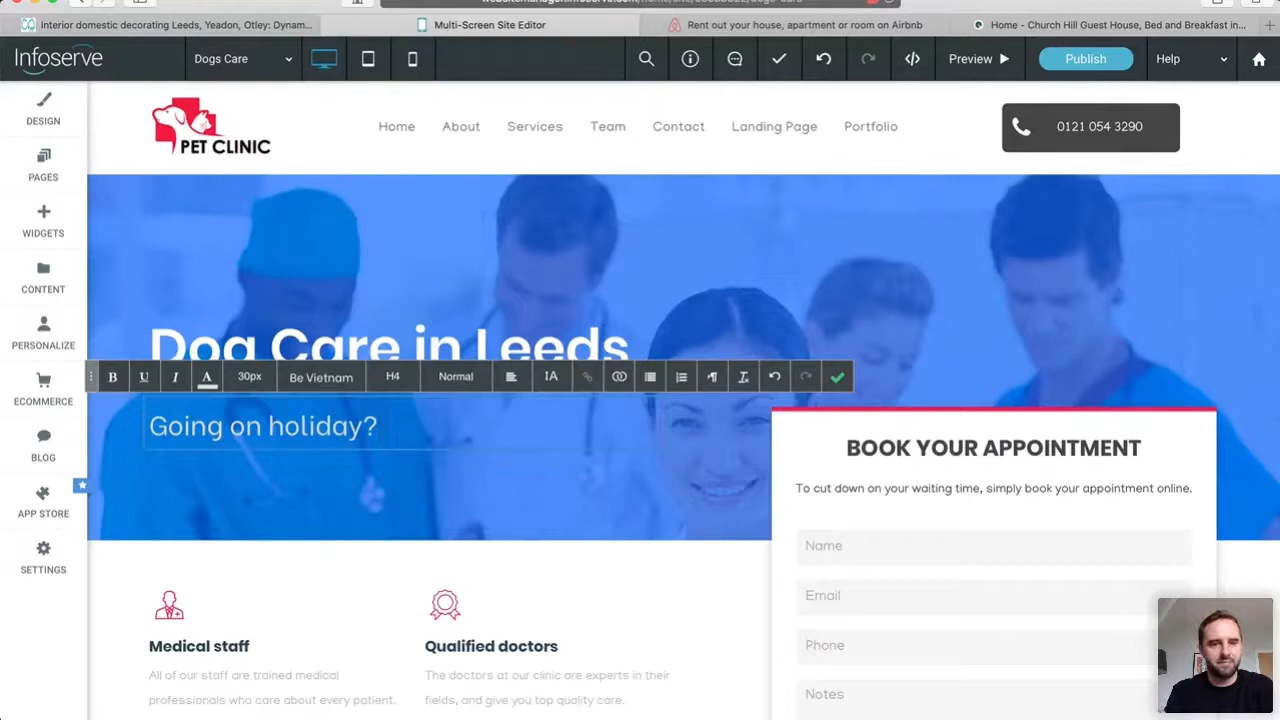 Interior domestic decorating Leeds, Yeadon, Otley: Dynam...
Multi-Screen Site Editor
Rent out your house, apartment or room on Airbnb
Home - Church Hill Guest House, Bed and Breakfast in...
Infoserve
Dogs Care
Preview
Publish
Help
DESIGN
PAGES
WIDGETS
CONTENT
PERSONALIZE
ECOMMERCE
BLOG
APP STORE
SETTINGS
PET CLINIC
Home About Services Team Contact Landing Page Portfolio
0121 054 3290
Dog Care in Leeds
B U I A 30px Be Vietnam H4 Normal
Going on holiday?
BOOK YOUR APPOINTMENT
To cut down on your waiting time, simply book your appointment online.
Name
Email
Phone
Notes
Medical staff
All of our staff are trained medical
professionals who care about every patient.
Qualified doctors
The doctors at our clinic are experts in their
fields, and give you top quality care.